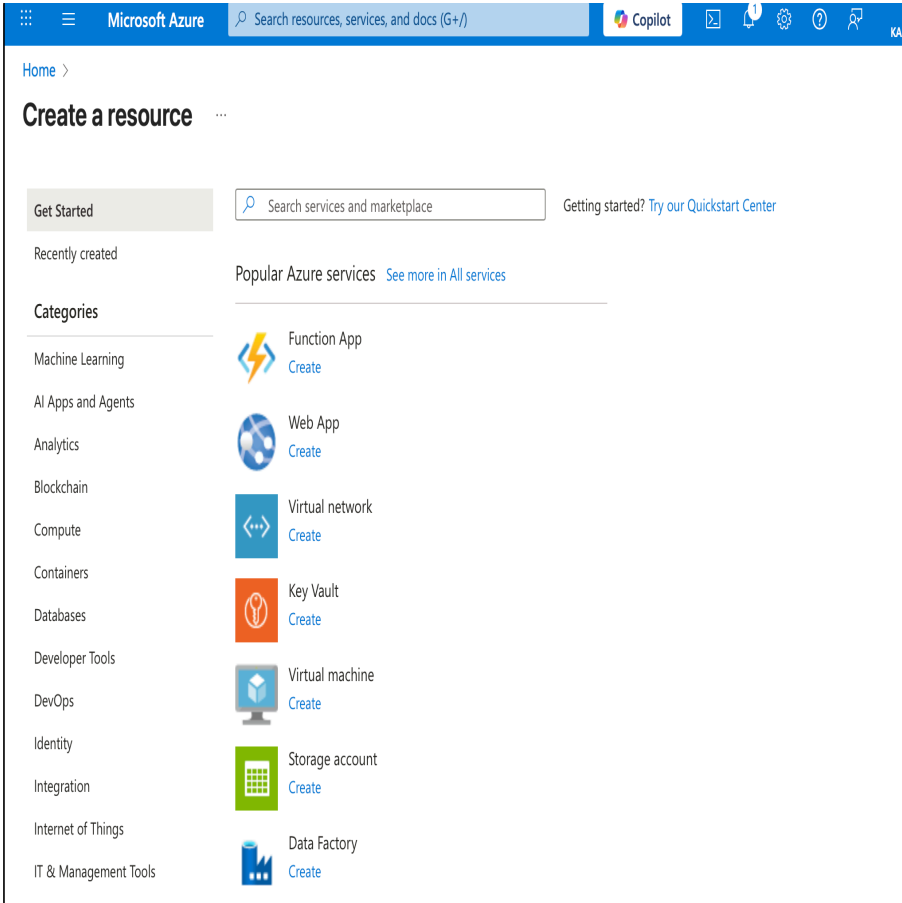 Microsoft Azure
Search resources, services, and docs (G+/)
Copilot
1
KA
Home
Create a resource
...
Get Started
Recently created
Categories
Machine Learning
AI Apps and Agents
Analytics
Blockchain
Compute
Containers
Databases
Developer Tools
DevOps
Identity
Integration
Internet of Things
IT & Management Tools
Search services and marketplace
Getting started? Try our Quickstart Center
Popular Azure services See more in All services
Function App
Create
Web App
Create
Virtual network
Create
Key Vault
Create
Virtual machine
Create
Storage account
Create
Data Factory
Create